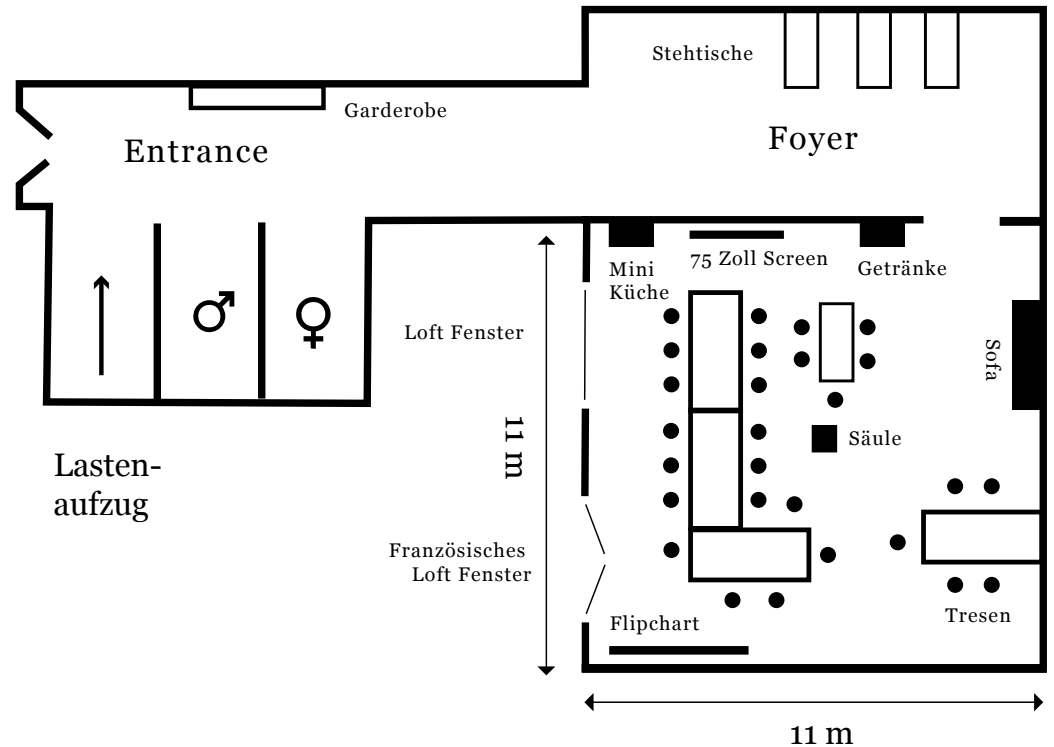 Stehtische
Garderobe
Entrance
Foyer
Mini
Küche
75 Zoll Screen
Getränke
Loft Fenster
Sofa
11 m
Säule
Lasten-
aufzug
Französisches
Loft Fenster
Flipchart
Tresen
11 m